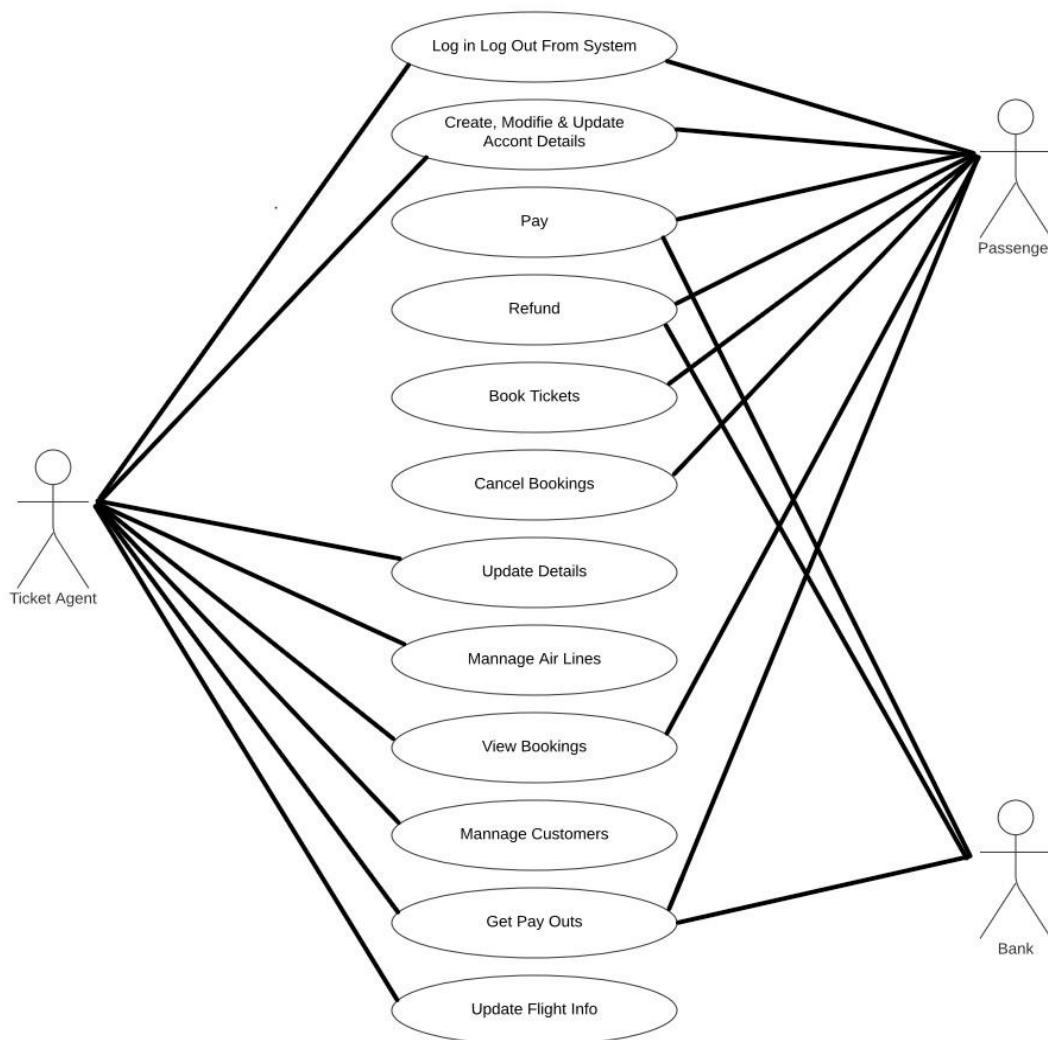 Log in Log Out From System
Create, Modifie & Update
Accont Details
Pay
Passenge
Refund
Book Tickets
Cancel Bookings
Update Details
Ticket Agent
Mannage Air Lines
View Bookings
Mannage Customers
Get Pay Outs
Bank
Update Flight Info